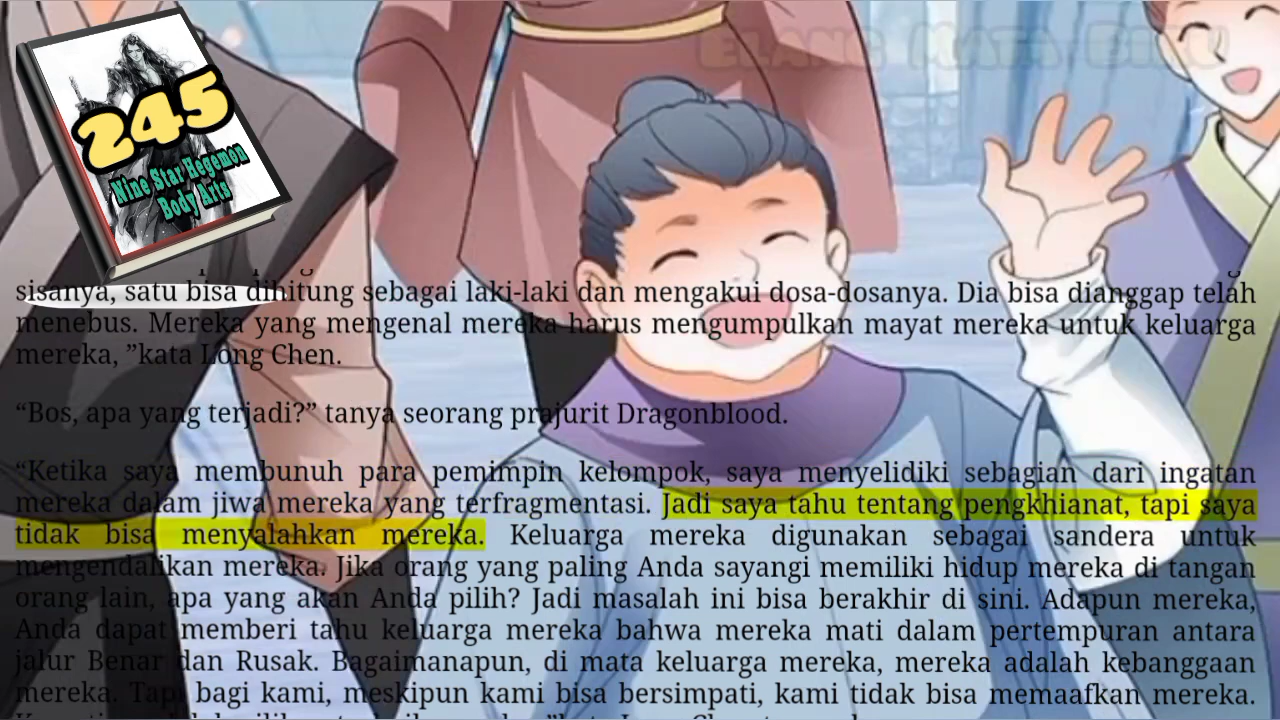 ELANG MATA BIRU
245
Nine Star Hegemon
Body Arts
sisanya, satu bisa dihitung sebagai laki-laki dan mengakui dosa-dosanya. Dia bisa dianggap telah
menebus. Mereka yang mengenal mereka harus mengumpulkan mayat mereka untuk keluarga
mereka, ”kata Long Chen.
“Bos, apa yang terjadi?” tanya seorang prajurit Dragonblood.
“Ketika saya membunuh para pemimpin kelompok, saya menyelidiki sebagian dari ingatan
mereka dalam jiwa mereka yang terfragmentasi. Jadi saya tahu tentang pengkhianat, tapi saya
tidak bisa menyalahkan mereka. Keluarga mereka digunakan sebagai sandera untuk
mengendalikan mereka. Jika orang yang paling Anda sayangi memiliki hidup mereka di tangan
orang lain, apa yang akan Anda pilih? Jadi masalah ini bisa berakhir di sini. Adapun mereka,
Anda dapat memberi tahu keluarga mereka bahwa mereka mati dalam pertempuran antara
jalur Benar dan Rusak. Bagaimanapun, di mata keluarga mereka, mereka adalah kebanggaan
mereka. Tapi bagi kami, meskipun kami bisa bersimpati, kami tidak bisa memaafkan mereka.